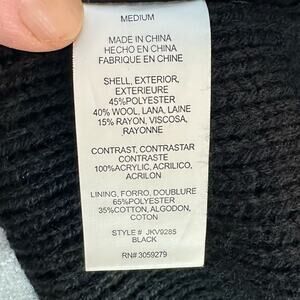 MEDIUM
MADE IN CHINA
HECHO EN CHINA
FABRIQUE EN CHINE
SHELL, EXTERIOR,
EXTERIEURE
45%POLYESTER
40% WOOL, LANA, LAINE
15% RAYON, VISCOSA,
RAYONNE
CONTRAST, CONTRASTAR
CONTRASTE
100%ACRYLIC, ACRILICO,
ACRILON
LINING, FORRO, DOUBLURE
65%POLYESTER
35%COTTON, ALGODON,
COTON
STYLE # JKV9285
BLACK
RN# 3059279